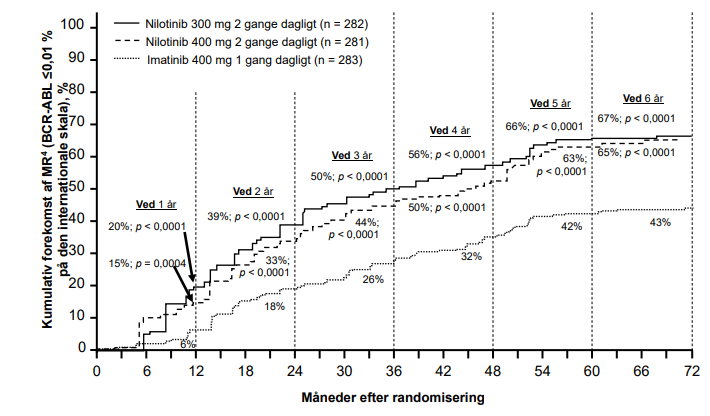 Kumulativ forekomst af MR⁴ (BCR-ABL ≤0,01 %
på den internationale skala), %
100
90
80
70
60
50
40
30
20
10
0
Nilotinib 300 mg 2 gange dagligt (n = 282)
Nilotinib 400 mg 2 gange dagligt (n = 281)
Imatinib 400 mg 1 gang dagligt (n = 283)
Ved 1 år
20%; p < 0,0001
15%; p = 0,0004
6%
Ved 2 år
39%; p < 0,0001
33%;
p < 0,0001
18%
Ved 3 år
50%; p < 0,0001
44%;
p < 0,0001
26%
Ved 4 år
56%; p < 0,0001
50%; p < 0,0001
32%
Ved 5 år
66%; p < 0,0001
63%;
p < 0,0001
42%
Ved 6 år
67%; p < 0,0001
65%; p < 0,0001
43%
0 6 12 18 24 30 36 42 48 54 60 66 72
Måneder efter randomisering